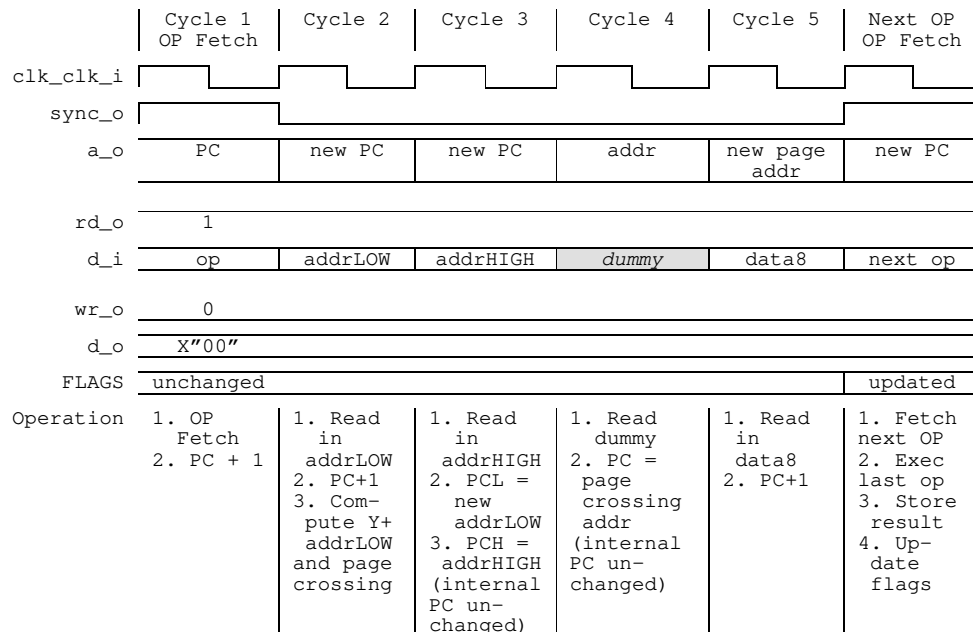 Cycle 1 Cycle 2 Cycle 3 Cycle 4 Cycle 5 Next OP
OP Fetch OP Fetch
clk_clk_i
sync_o
a_o PC new PC new PC addr new page new PC
addr
rd_o 1
d_i op addrLOW addrHIGH dummy data8 next op
wr_o 0
d_o X"00"
FLAGS unchanged updated
Operation 1. OP 1. Read 1. Read 1. Read 1. Read 1. Fetch
Fetch in in dummy in next OP
2. PC + 1 addrLOW addrHIGH 2. PC = data8 2. Exec
2. PC+1 2. PCL = page 2. PC+1 last op
3. Com- new crossing 3. Store
pute Y+ addrLOW addr result
addrLOW 3. PCH = (internal 4. Up-
and page addrHIGH PC un- date
crossing (internal changed) flags
PC un-
changed)